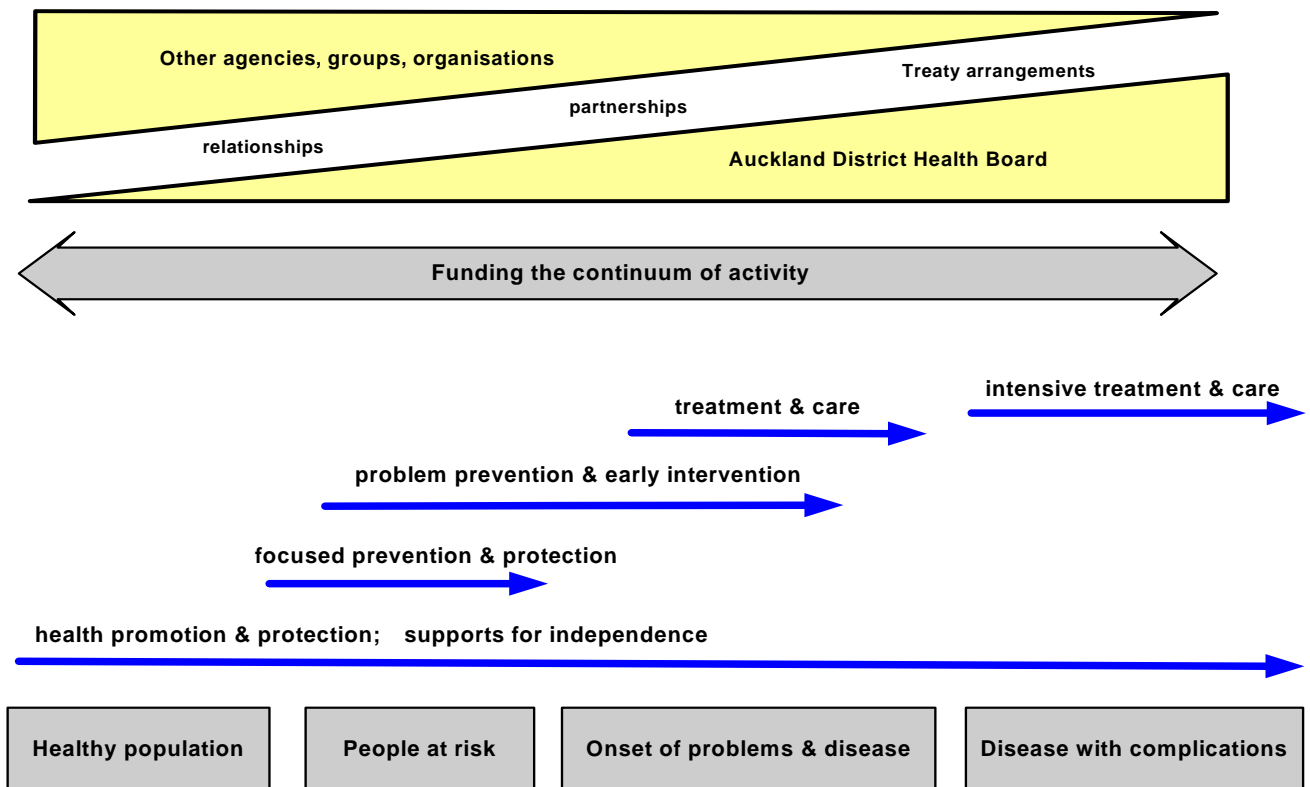 Other agencies, groups, organisations
Treaty arrangements
partnerships
relationships
Auckland District Health Board
Funding the continuum of activity
intensive treatment & care
treatment & care
problem prevention & early intervention
focused prevention & protection
health promotion & protection; supports for independence
Healthy population
People at risk
Onset of problems & disease
Disease with complications